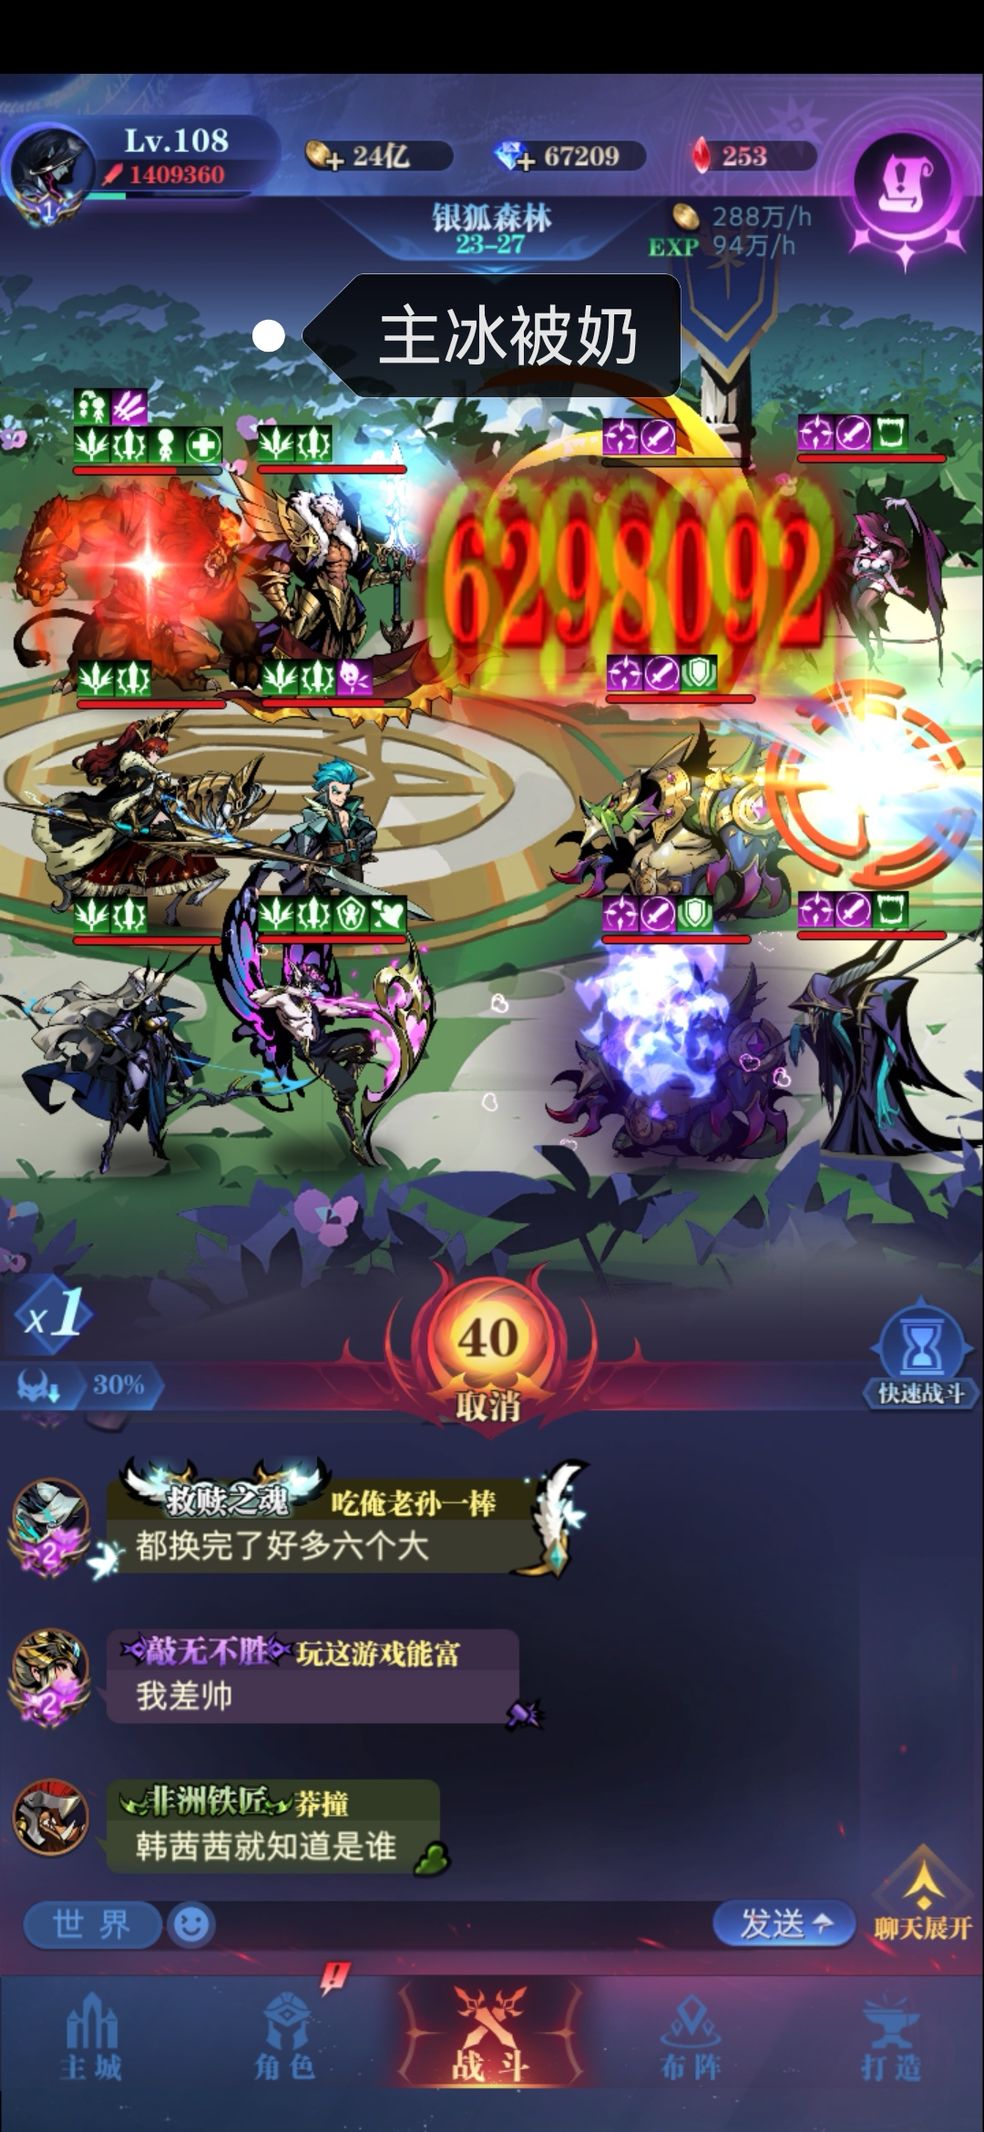 Lv.108
1409360
1
24亿
67209
253
银狐森林
23-27
288万/h
EXP 94万/h
主冰被奶
6298092
x1
40
取消
30%
快速战斗
救赎之魂 吃俺老孙一棒
2
都换完了好多六个大
敲无不胜 玩这游戏能富
2
我差帅
非洲铁匠 莽撞
韩茜茜就知道是谁
世界
发送
聊天展开
主城
角色
战斗
布阵
打造